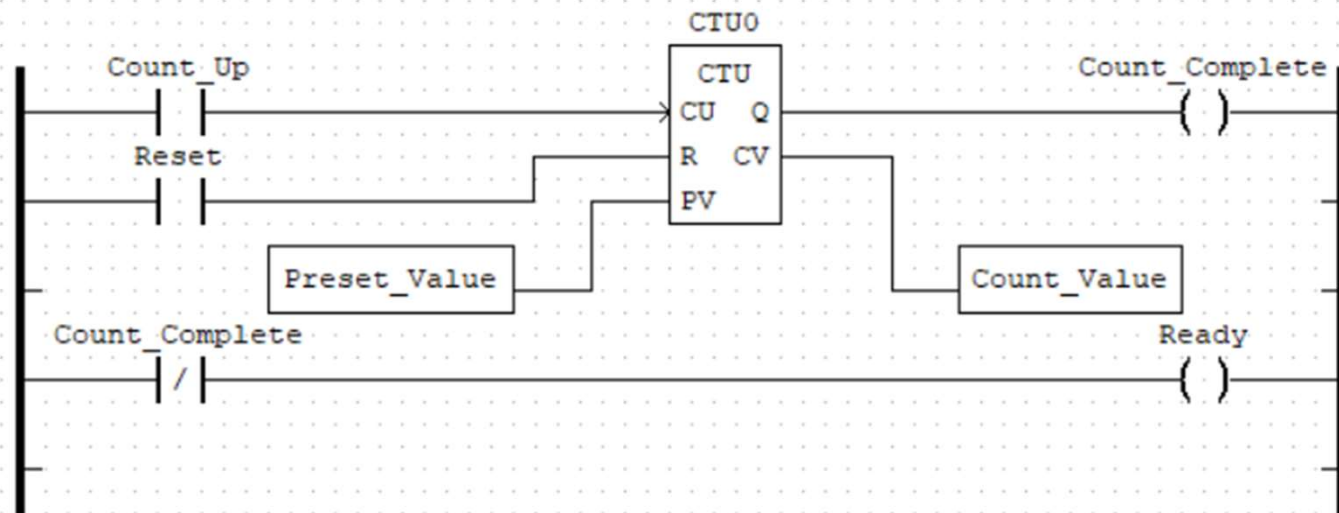 CTU0
Count_Up
CTU
Count_Complete
CU Q
Reset
R CV
PV
Preset_Value
Count_Value
Count_Complete
Ready
/